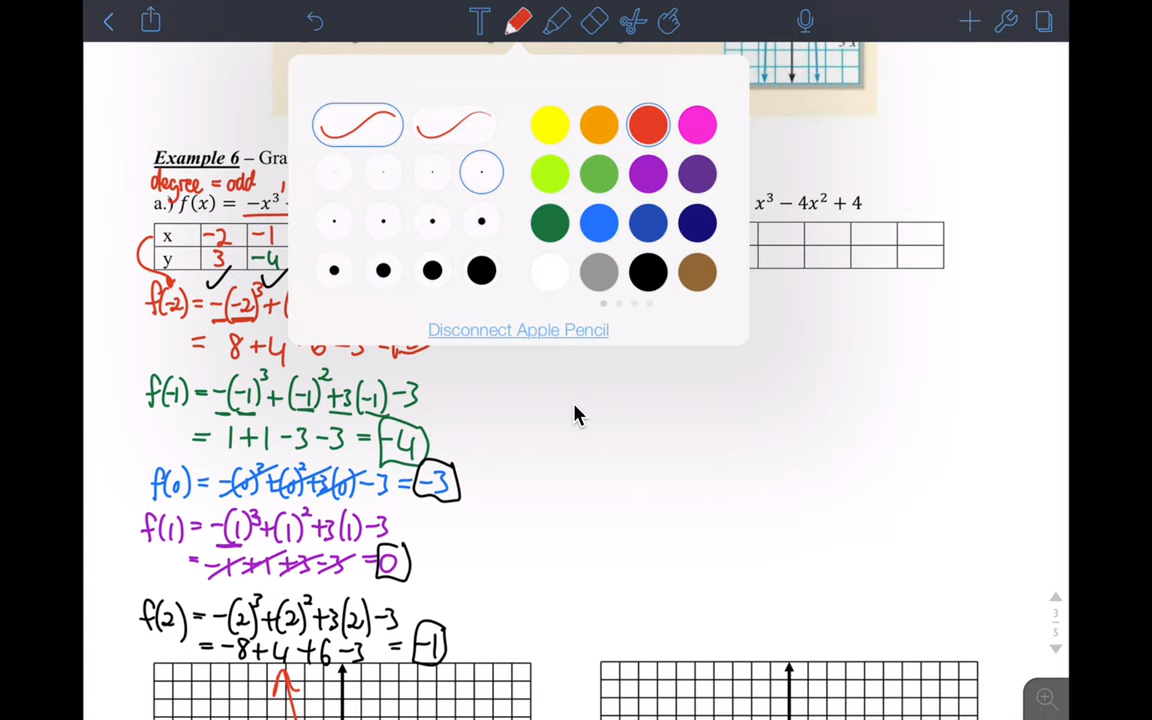 Example 6 – Gra
degree = odd
a.) f(x) = −x³
x³ − 4x² + 4
x −2 −1
y 3 −4
f(-2) = -(-2)³+(
= 8+4
Disconnect Apple Pencil
f(-1) = -(-1)³+(-1)²+3(-1)-3
= 1+1-3-3 = -4
f(0) = -(0)³+(0)²+3(0)-3 = -3
f(1) = -(1)³+(1)²+3(1)-3
= -1+1+3-3 = 0
f(2) = -(2)³+(2)²+3(2)-3
= -8+4+6-3 = -1
3
5